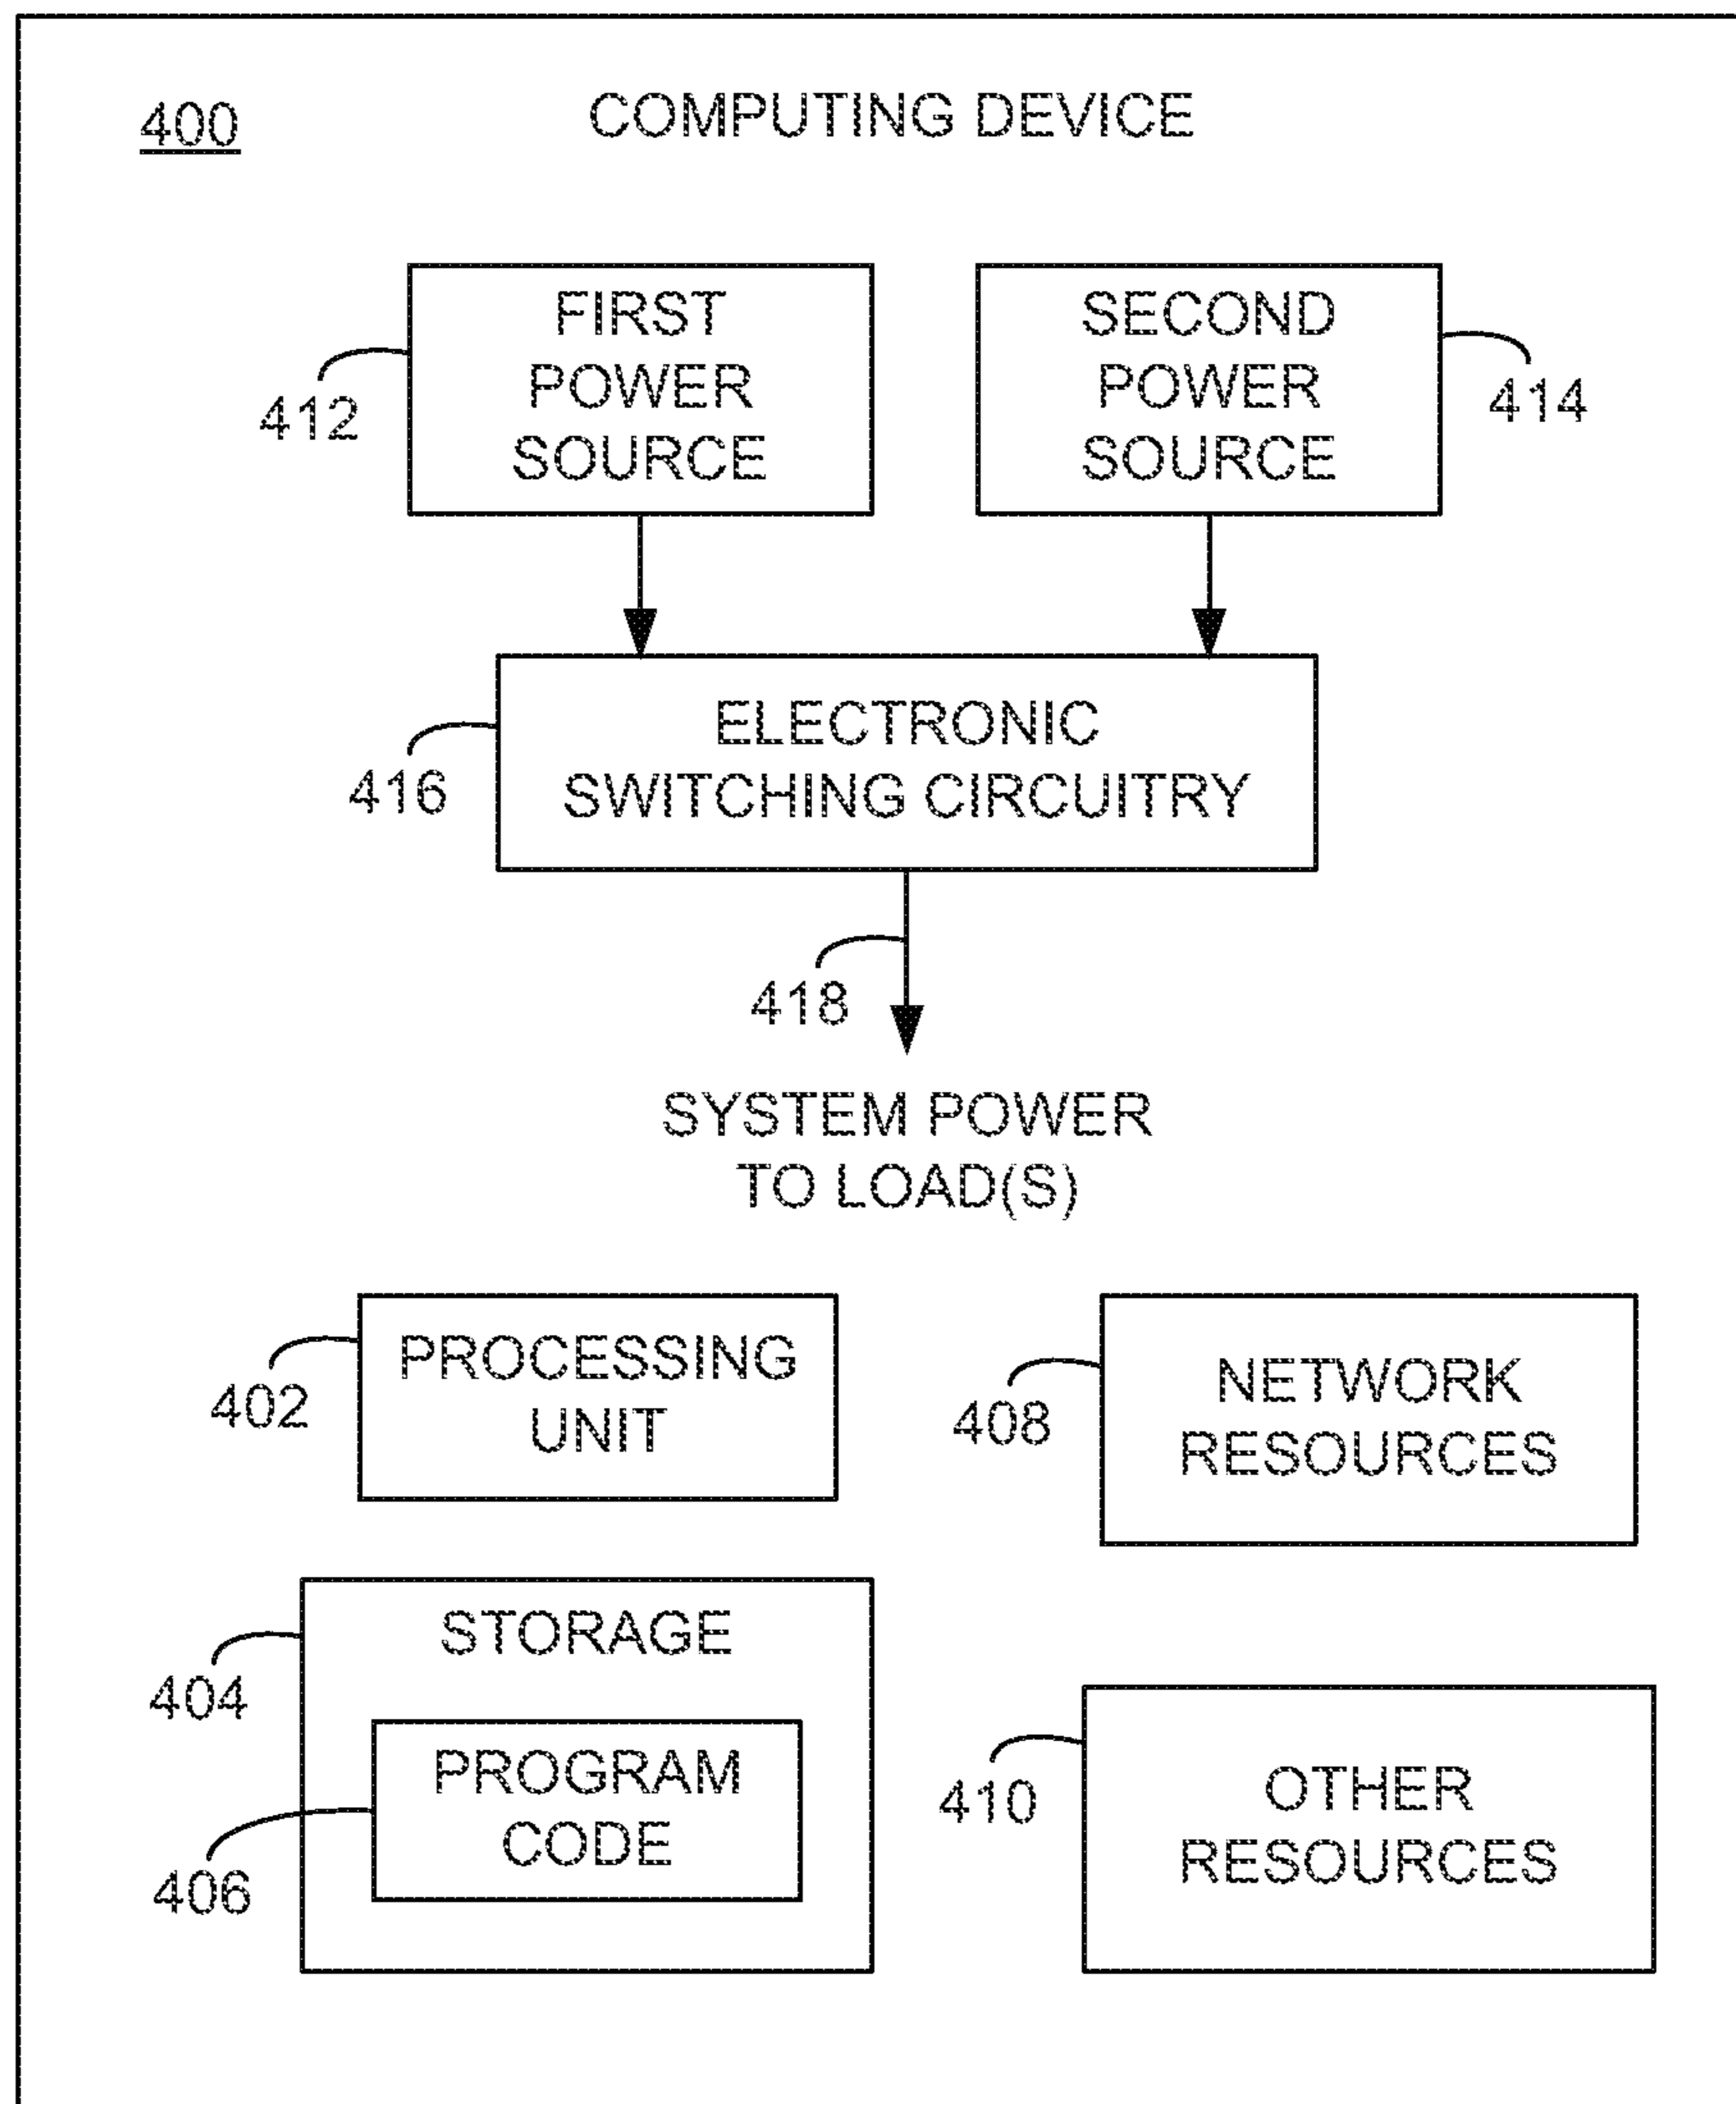 400
COMPUTING DEVICE
FIRST
POWER
SOURCE
412
SECOND
POWER
SOURCE
414
ELECTRONIC
SWITCHING CIRCUITRY
416
418
SYSTEM POWER
TO LOAD(S)
PROCESSING
UNIT
402
NETWORK
RESOURCES
408
STORAGE
404
PROGRAM
CODE
406
OTHER
RESOURCES
410